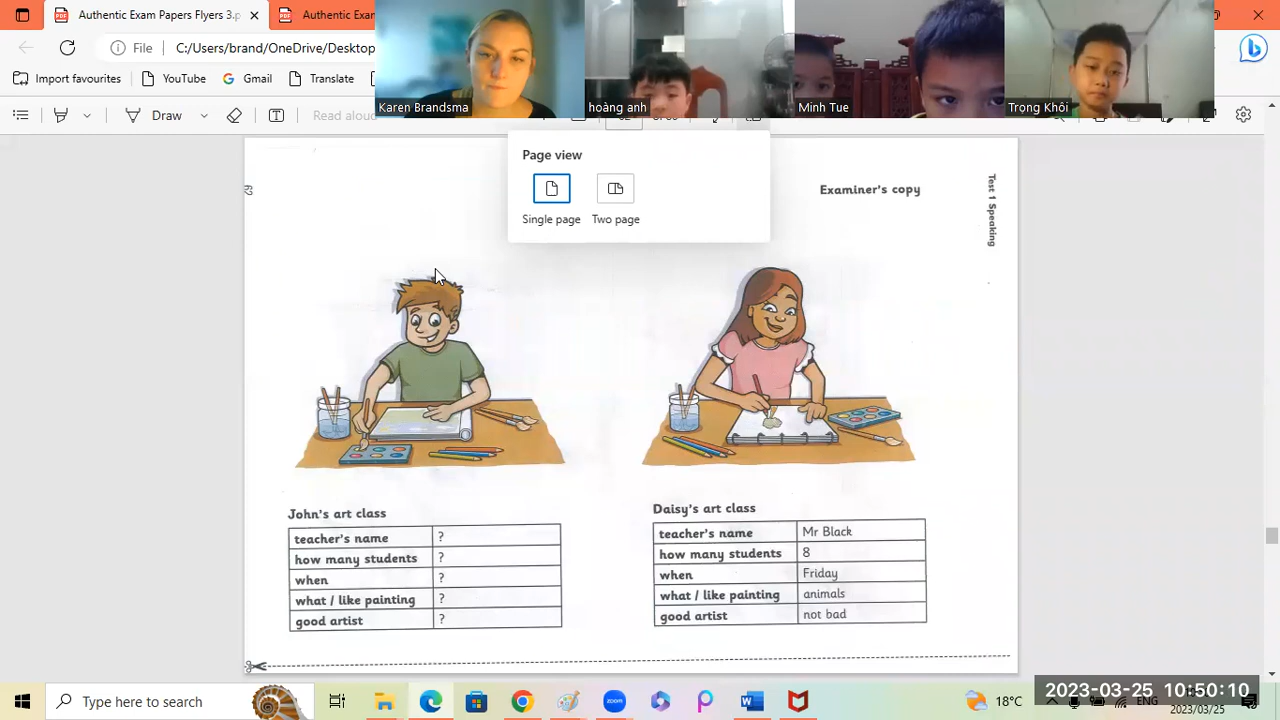 Authentic Exam Papers Flyers 3.p
Authentic Exam
File
C:/Users/brand/OneDrive/Desktop
Import favourites
YouTube
Gmail
Translate
Karen Brandsma
hoàng anh
Minh Tue
Trọng Khôi
Draw
Read aloud
Page view
Single page
Two page
Examiner's copy
Test 1 Speaking
John's art class
teacher's name ?
how many students ?
when ?
what / like painting ?
good artist ?
Daisy's art class
teacher's name Mr Black
how many students 8
when Friday
what / like painting animals
good artist not bad
Type here to search
18°C
2023-03-25 10:50:10
2023/03/25